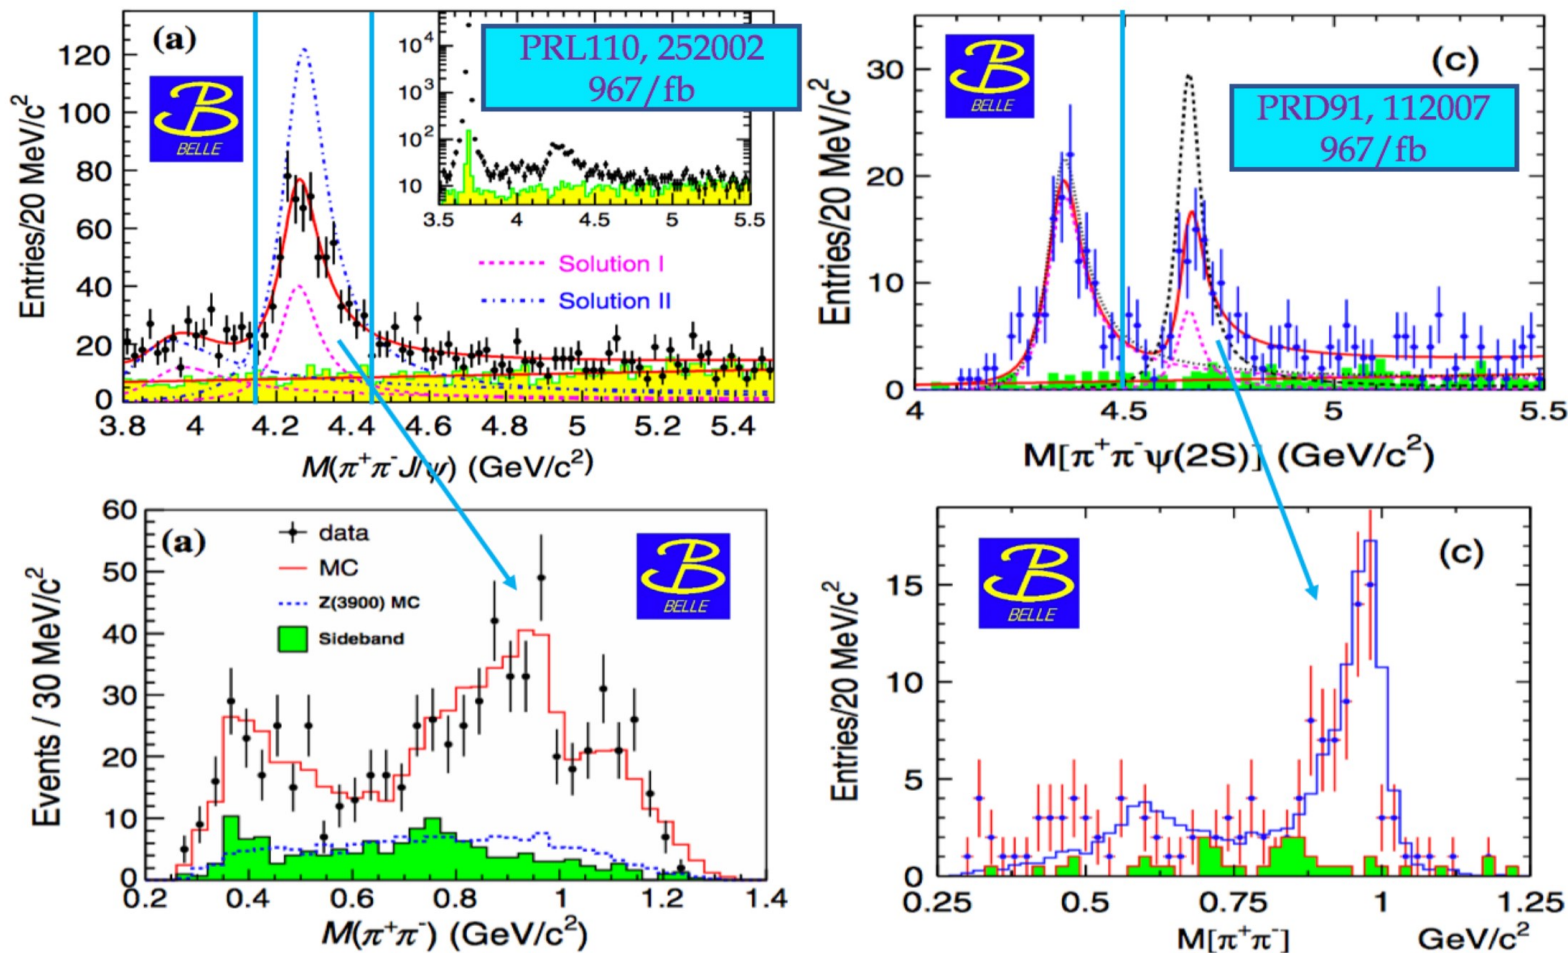 (a)
BELLE
PRL110, 252002
967/fb
Entries/20 MeV/c²
120
100
80
60
40
20
0
10⁴
10³
10²
10
3.5 4 4.5 5 5.5
Solution I
Solution II
3.8 4 4.2 4.4 4.6 4.8 5 5.2 5.4
M(π⁺π⁻J/ψ) (GeV/c²)
(c)
BELLE
PRD91, 112007
967/fb
Entries/20 MeV/c²
30
20
10
0
4 4.5 5 5.5
M[π⁺π⁻ψ(2S)] (GeV/c²)
(a)
data
MC
Z(3900) MC
Sideband
BELLE
Events / 30 MeV/c²
60
50
40
30
20
10
0
0.2 0.4 0.6 0.8 1 1.2 1.4
M(π⁺π⁻) (GeV/c²)
(c)
BELLE
Entries/20 MeV/c²
15
10
5
0
0.25 0.5 0.75 1 1.25
M[π⁺π⁻] GeV/c²